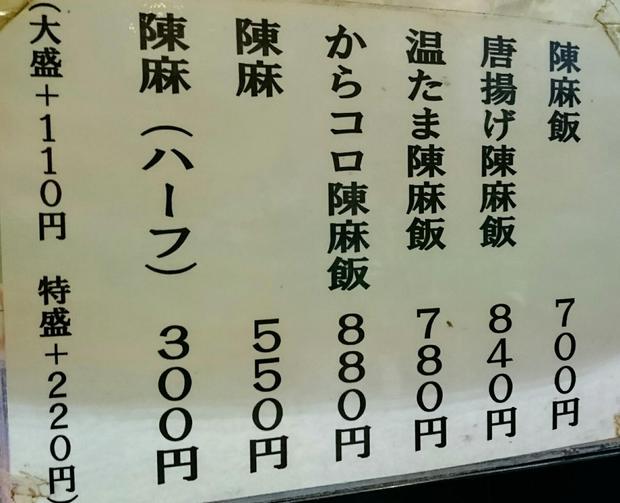 陳麻飯 700円
唐揚げ陳麻飯 840円
温たま陳麻飯 780円
からコロ陳麻飯 880円
陳麻 550円
陳麻（ハーフ） 300円
（大盛＋110円 特盛＋220円）